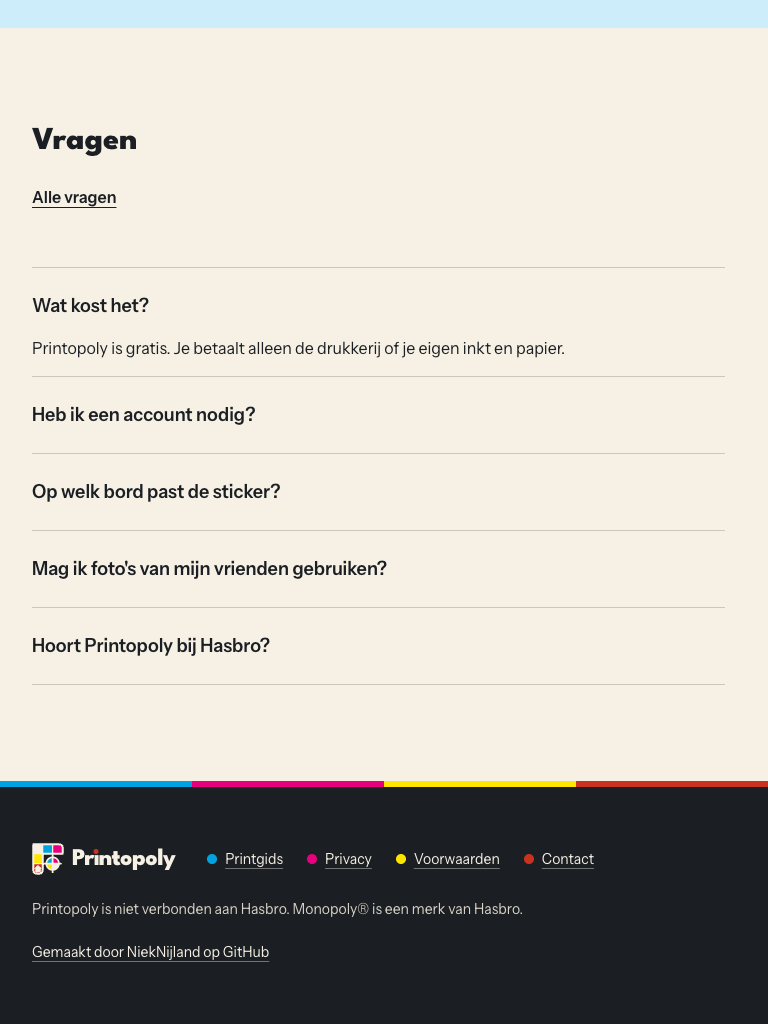 Vragen
Alle vragen
Wat kost het?
Printopoly is gratis. Je betaalt alleen de drukkerij of je eigen inkt en papier.
Heb ik een account nodig?
Op welk bord past de sticker?
Mag ik foto's van mijn vrienden gebruiken?
Hoort Printopoly bij Hasbro?
Printopoly Printgids Privacy Voorwaarden Contact
Printopoly is niet verbonden aan Hasbro. Monopoly® is een merk van Hasbro.
Gemaakt door NiekNijland op GitHub